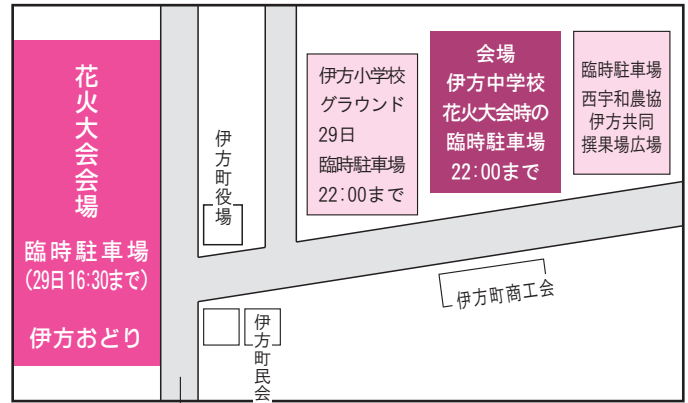 花火大会会場
臨時駐車場
(29日16:30まで)
伊方おどり
伊方町役場
伊方小学校
グラウンド
29日
臨時駐車場
22:00まで
会場
伊方中学校
花火大会時の
臨時駐車場
22:00まで
臨時駐車場
西宇和農協
伊方共同
撰果場広場
伊方町商工会
伊方町民会